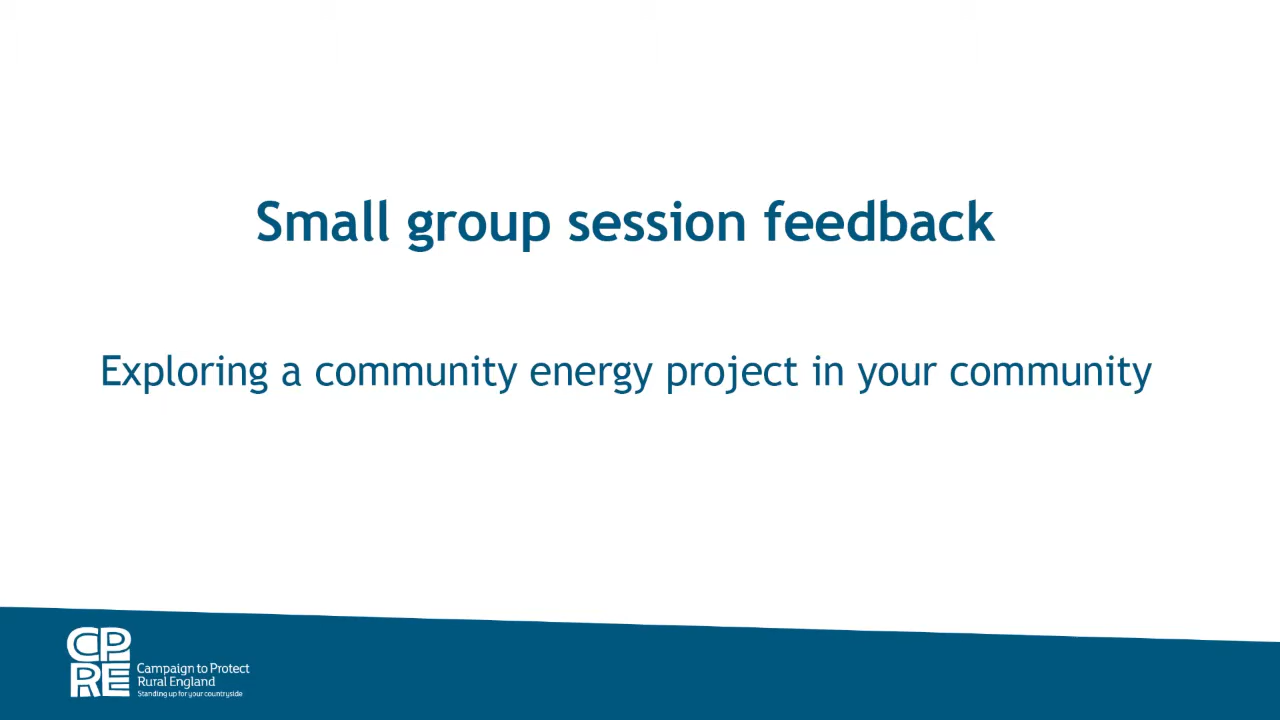 Small group session feedback
Exploring a community energy project in your community
CP
RE
Campaign to Protect
Rural England
Standing up for your countryside